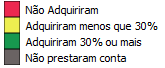 Não Adquiriram
Adquiriram menos que 30%
Adquiriram 30% ou mais
Não prestaram conta